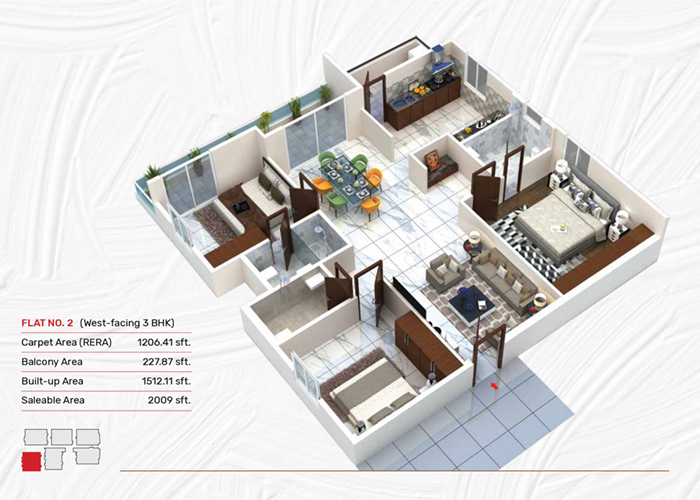 FLAT NO. 2 (West-facing 3 BHK)
Carpet Area (RERA) 1206.41 sft.
Balcony Area 227.87 sft.
Built-up Area 1512.11 sft.
Saleable Area 2009 sft.